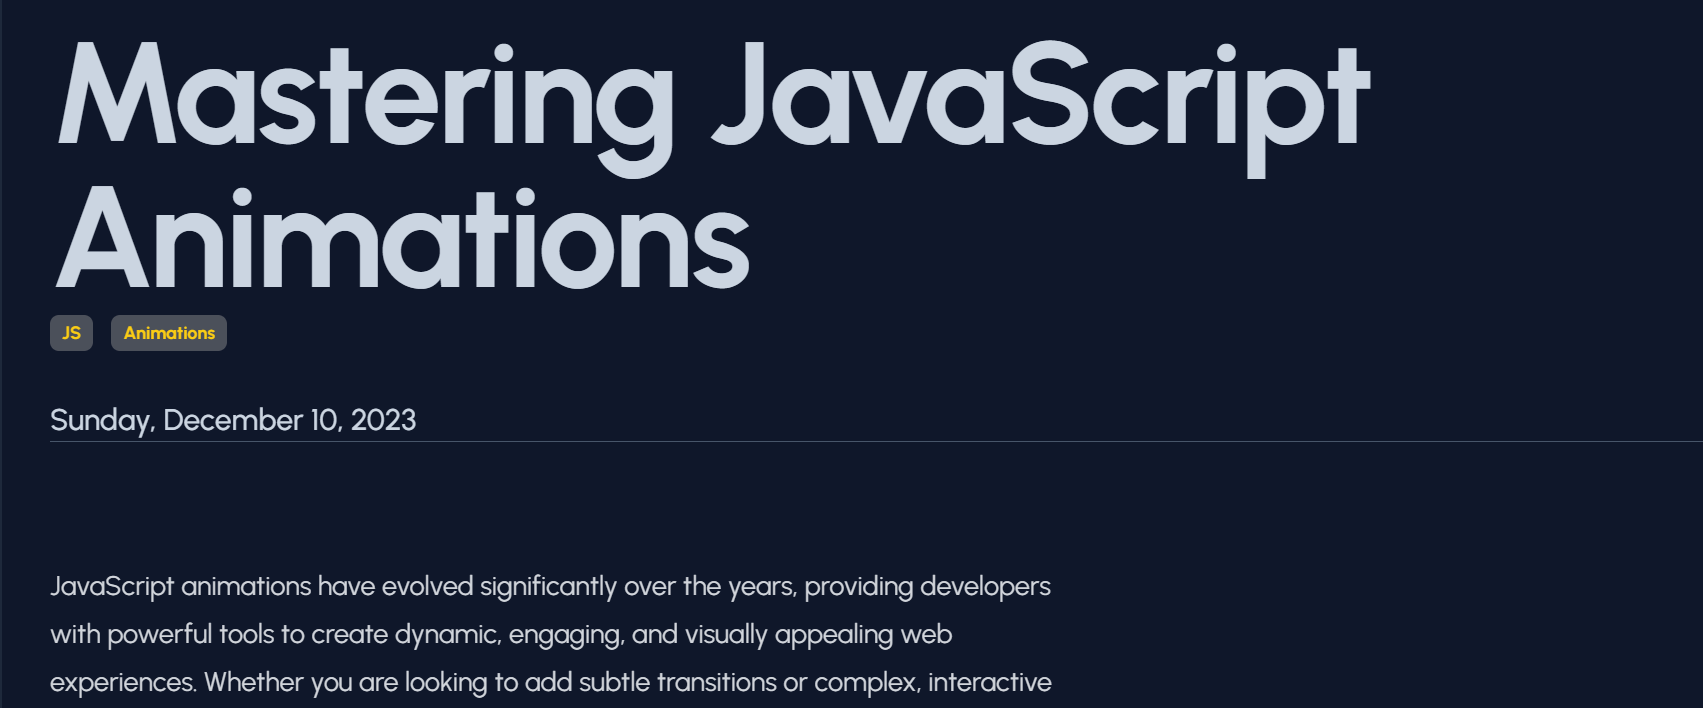 Mastering JavaScript
Animations
JS Animations
Sunday, December 10, 2023
JavaScript animations have evolved significantly over the years, providing developers
with powerful tools to create dynamic, engaging, and visually appealing web
experiences. Whether you are looking to add subtle transitions or complex, interactive